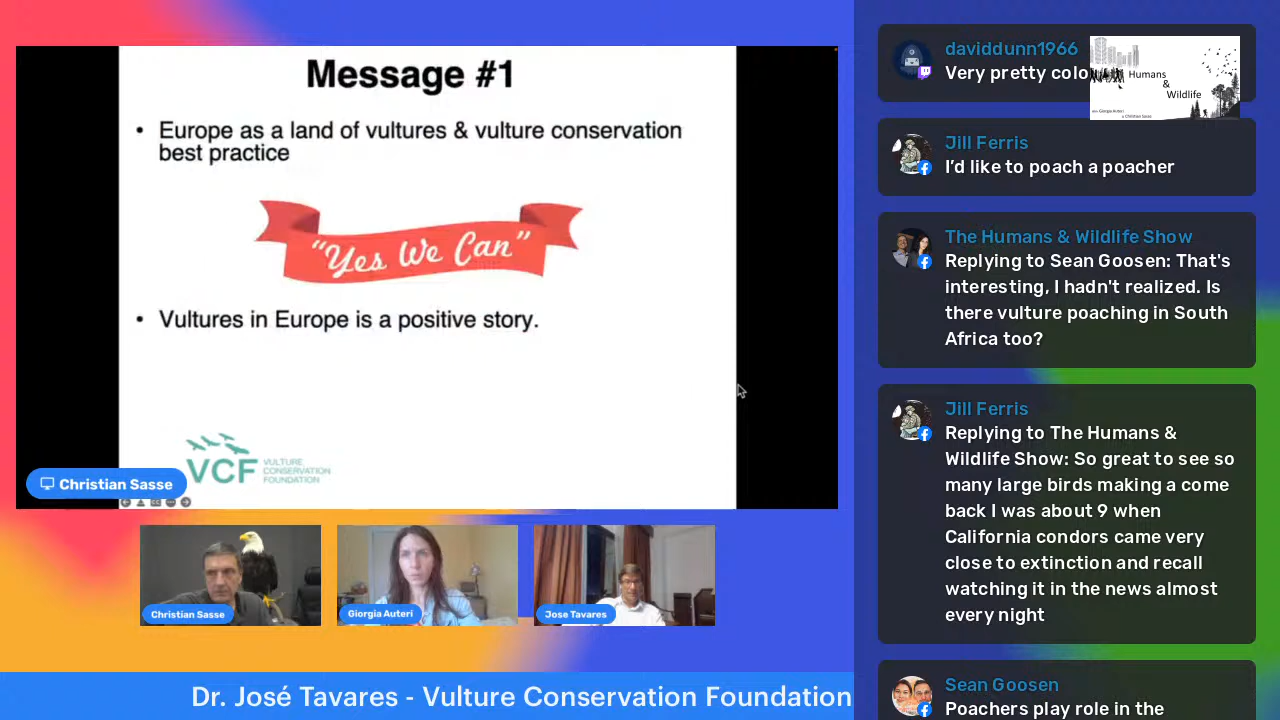 Message #1
• Europe as a land of vultures & vulture conservation
best practice
“Yes We Can”
• Vultures in Europe is a positive story.
VCF
VULTURE
CONSERVATION
FOUNDATION
Christian Sasse
Christian Sasse
Giorgia Auteri
Jose Tavares
Dr. José Tavares - Vulture Conservation Foundation
daviddunn1966
Very pretty colo
Humans
&
Wildlife
with Giorgia Auteri
& Christian Sasse
Jill Ferris
I’d like to poach a poacher
The Humans & Wildlife Show
Replying to Sean Goosen: That's
interesting, I hadn't realized. Is
there vulture poaching in South
Africa too?
Jill Ferris
Replying to The Humans &
Wildlife Show: So great to see so
many large birds making a come
back I was about 9 when
California condors came very
close to extinction and recall
watching it in the news almost
every night
Sean Goosen
Poachers play role in the